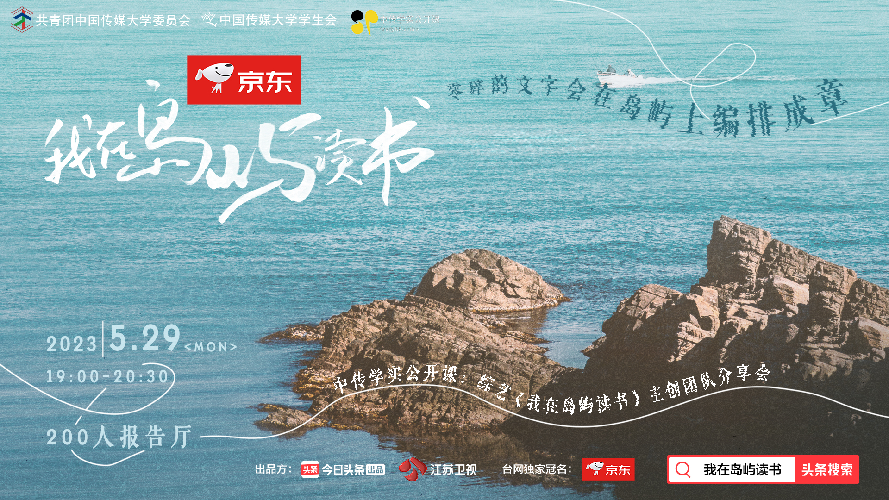 共青团中国传媒大学委员会
中国传媒大学学生会
京东
我在岛屿读书
零碎的文字会在岛屿上编排成章
2023 5.29 <MON>
19:00-20:30
200人报告厅
中传学实公开课:综艺《我在岛屿读书》主创团队分享会
出品方: 头条 今日头条 出品 江苏卫视 台网独家冠名: 京东
我在岛屿读书 头条搜索